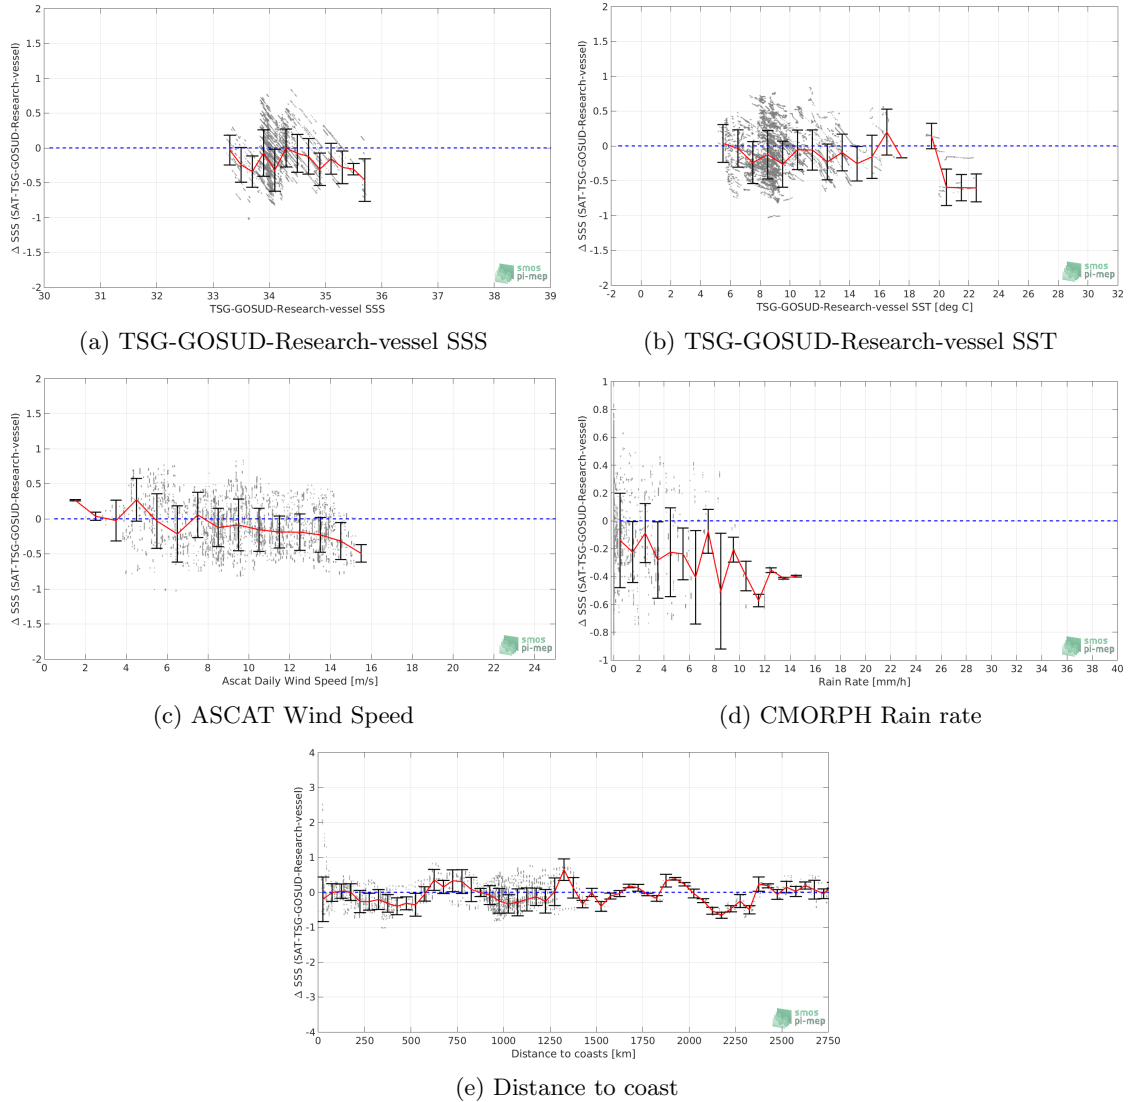 2
1.5
1
0.5
0
-0.5
-1
-1.5
-2
Δ SSS (SAT-TSG-GOSUD-Research-vessel)
30 31 32 33 34 35 36 37 38 39
TSG-GOSUD-Research-vessel SSS
smos
pi-mep
(a) TSG-GOSUD-Research-vessel SSS
2
1.5
1
0.5
0
-0.5
-1
-1.5
-2
Δ SSS (SAT-TSG-GOSUD-Research-vessel)
-2 0 2 4 6 8 10 12 14 16 18 20 22 24 26 28 30 32
TSG-GOSUD-Research-vessel SST [deg C]
smos
pi-mep
(b) TSG-GOSUD-Research-vessel SST
2
1.5
1
0.5
0
-0.5
-1
-1.5
-2
Δ SSS (SAT-TSG-GOSUD-Research-vessel)
0 2 4 6 8 10 12 14 16 18 20 22 24
Ascat Daily Wind Speed [m/s]
smos
pi-mep
(c) ASCAT Wind Speed
1
0.8
0.6
0.4
0.2
0
-0.2
-0.4
-0.6
-0.8
-1
Δ SSS (SAT-TSG-GOSUD-Research-vessel)
0 2 4 6 8 10 12 14 16 18 20 22 24 26 28 30 32 34 36 38 40
Rain Rate [mm/h]
smos
pi-mep
(d) CMORPH Rain rate
4
3
2
1
0
-1
-2
-3
-4
Δ SSS (SAT-TSG-GOSUD-Research-vessel)
0 250 500 750 1000 1250 1500 1750 2000 2250 2500 2750
Distance to coasts [km]
smos
pi-mep
(e) Distance to coast